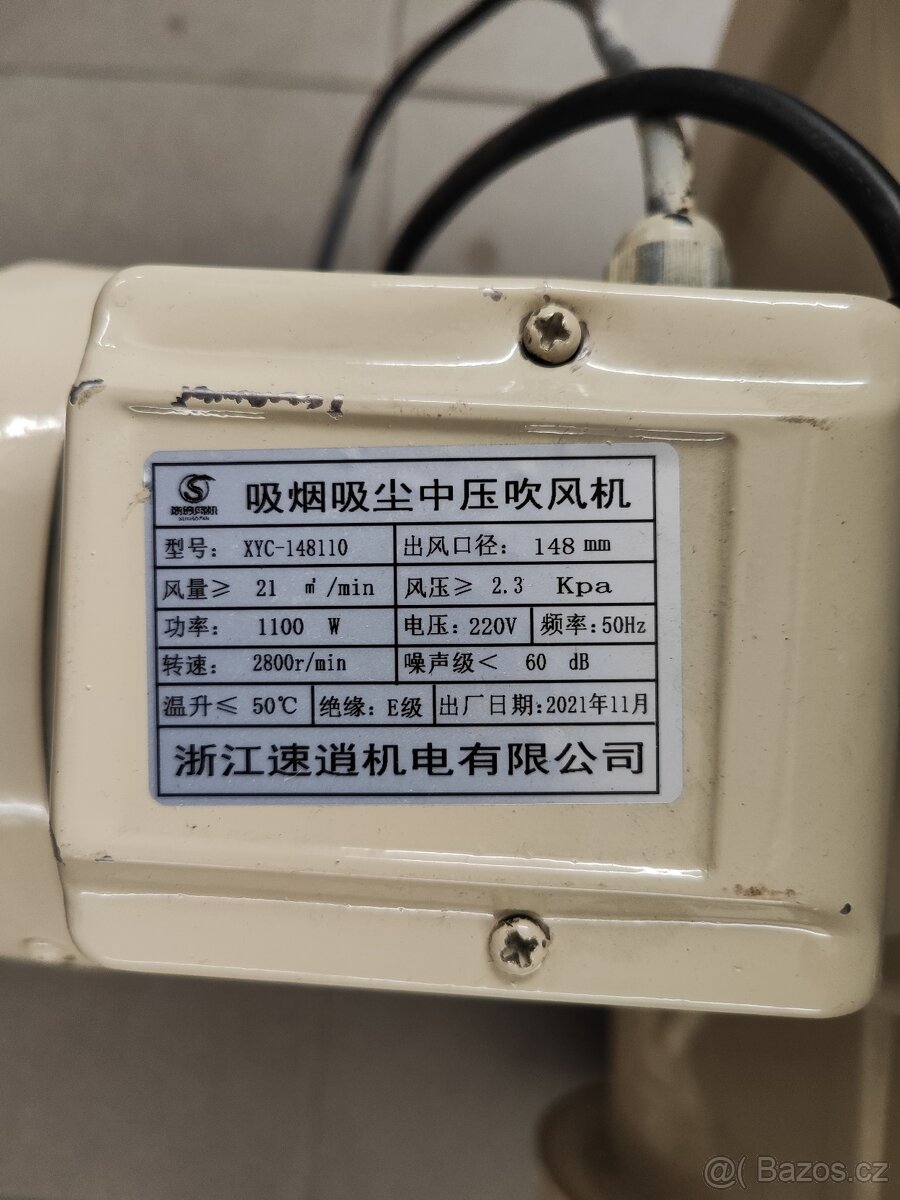 吸烟吸尘中压吹风机
型号: XYC-148110 出风口径: 148 mm
风量≥ 21 m³/min 风压≥ 2.3 Kpa
功率: 1100 W 电压: 220V 频率: 50Hz
转速: 2800r/min 噪声级< 60 dB
温升≤ 50℃ 绝缘: E级 出厂日期: 2021年11月
浙江速逍机电有限公司
@( Bazos.cz